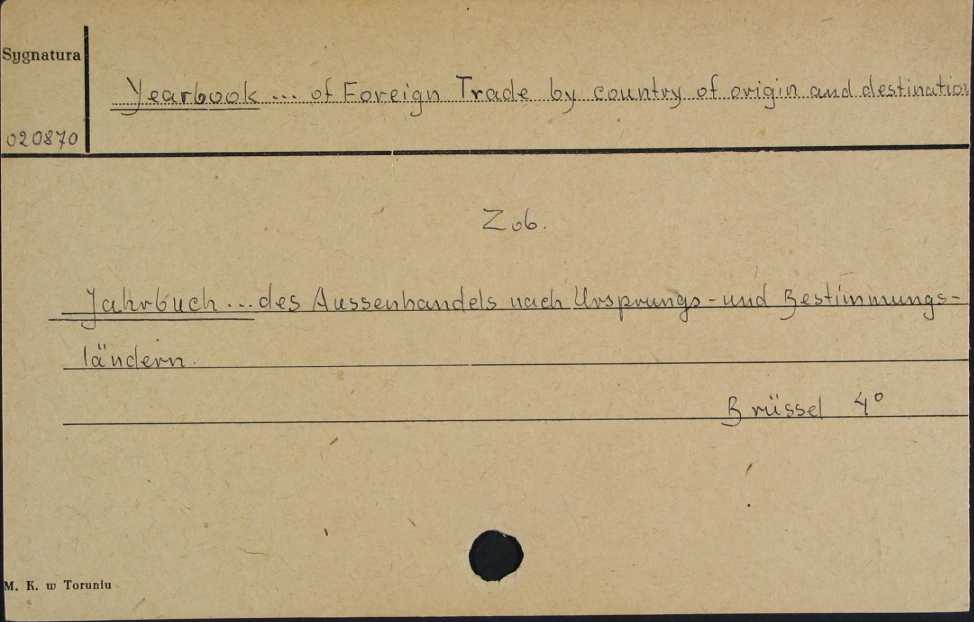 Sygnatura
Yearbook ... of Foreign Trade by country of origin and destination
020870
Zob.
Jahrbuch ... des Aussenhandels nach Ursprungs - und Bestimmungs-
ländern.
Brüssel 4°
M. K. w Toruniu